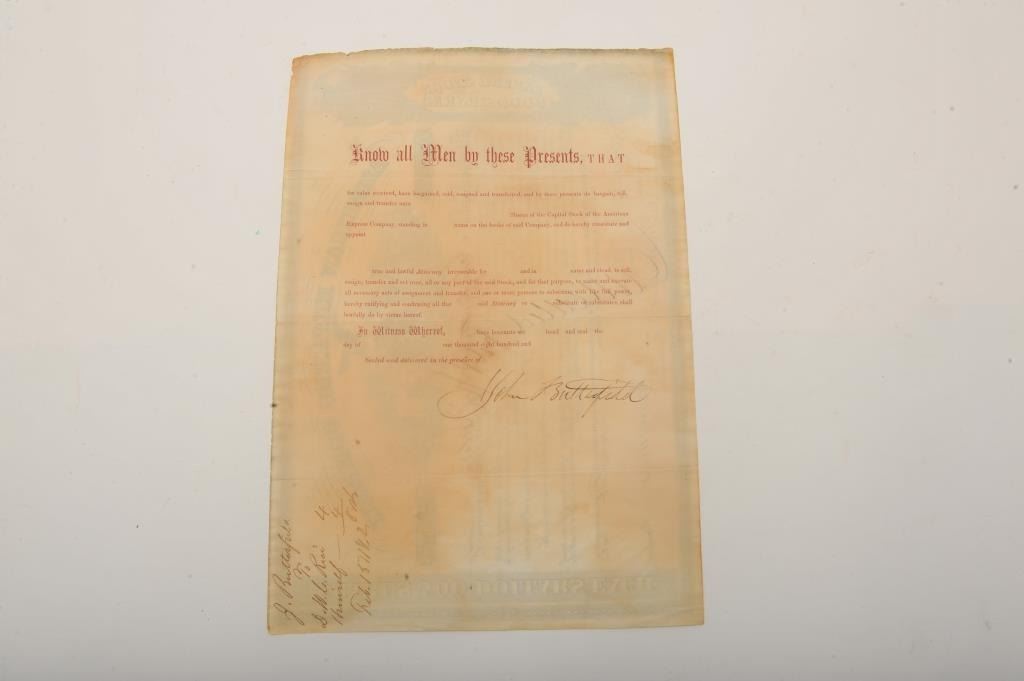 Know all Men by these Presents, THAT
for value received, have bargained, sold, assigned and transferred, and by these presents do bargain, sell,
assign and transfer unto
Shares of the Capital Stock of the American
Express Company, standing in name on the books of said Company, and do hereby constitute and
appoint
true and lawful Attorney irrevocable for and in name and stead, to sell,
assign, transfer and set over, all or any part of the said Stock, and for that purpose, to make and execute
all necessary acts of assignment and transfer, and one or more persons to substitute with like full power,
hereby ratifying and confirming all that said Attorney or substitute or substitutes shall
lawfully do by virtue hereof.
In Witness Whereof, have hereunto set hand and seal the
day of one thousand eight hundred and
Sealed and delivered in the presence of
John Butterfield
J. Butterfield
To
D. M. C. 4
Himself 4
Feb. 15